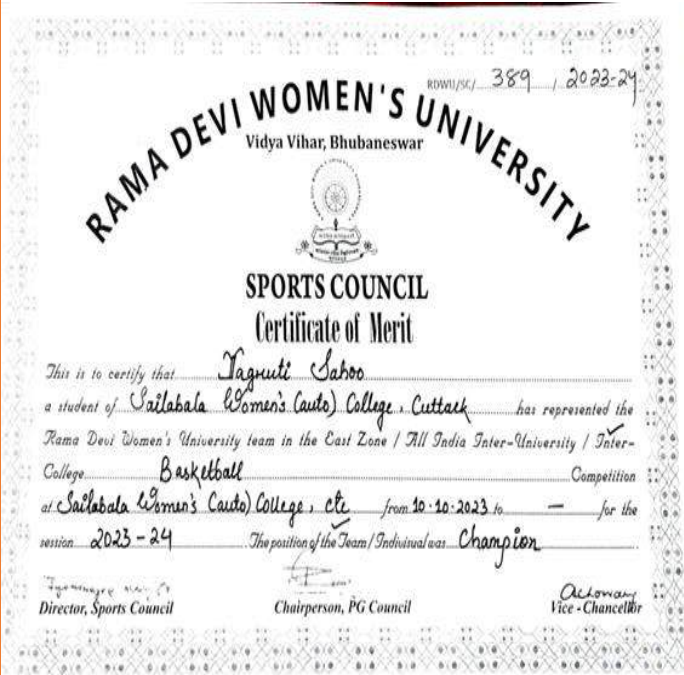 RDWU/SC/ 389 , 2023-24
RAMA DEVI WOMEN'S UNIVERSITY
Vidya Vihar, Bhubaneswar
SPORTS COUNCIL
Certificate of Merit
This is to certify that Nagruti Sahoo
a student of Sailabala Women's (auto) College, Cuttack has represented the
Rama Devi Women's University team in the East Zone / All India Inter-University / Inter-
College Basketball Competition
at Sailabala Women's (auto) College, ctc from 10.10.2023 to — for the
session 2023-24 The position of the Team/Indiviual was Champion
Director, Sports Council Chairperson, PG Council Vice - Chancellor